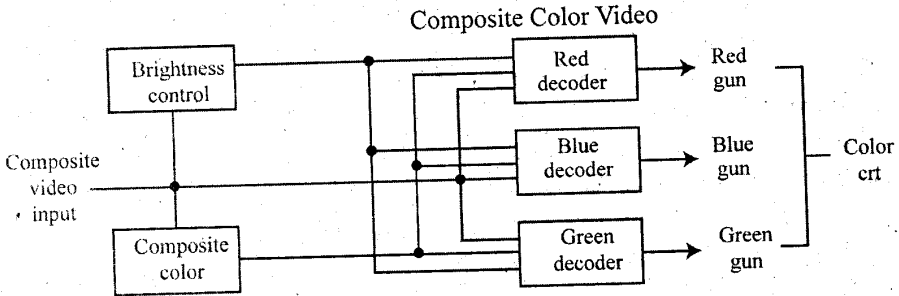 Composite Color Video
Brightness
control
Composite
video
input
Composite
color
Red
decoder
Blue
decoder
Green
decoder
Red
gun
Blue
gun
Green
gun
Color
crt